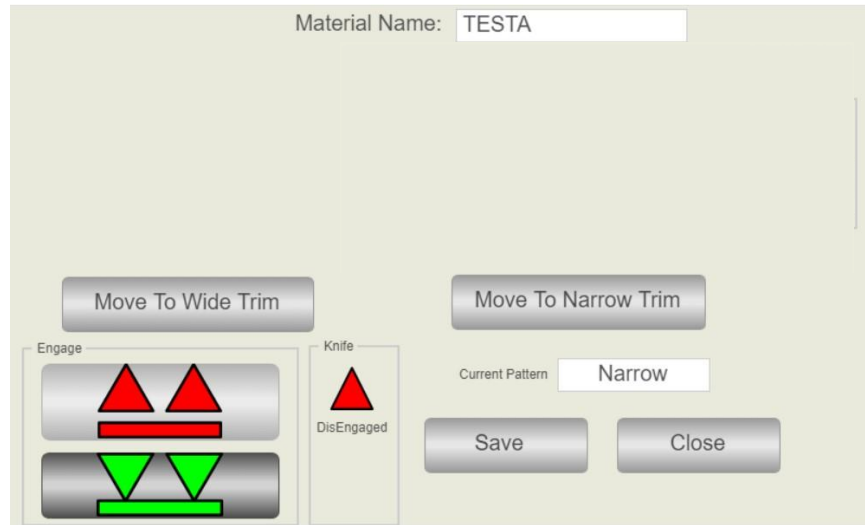 Material Name: TESTA
Move To Wide Trim
Move To Narrow Trim
Engage
Knife
DisEngaged
Current Pattern Narrow
Save
Close